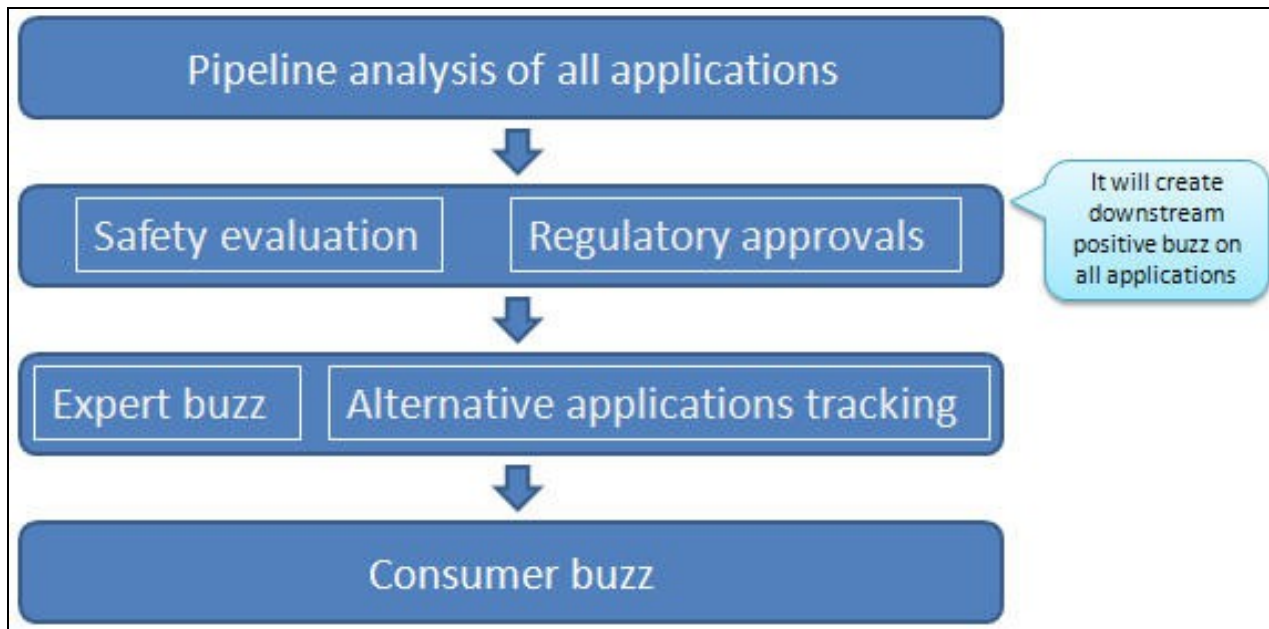 Pipeline analysis of all applications
Safety evaluation
Regulatory approvals
It will create
downstream
positive buzz on
all applications
Expert buzz
Alternative applications tracking
Consumer buzz